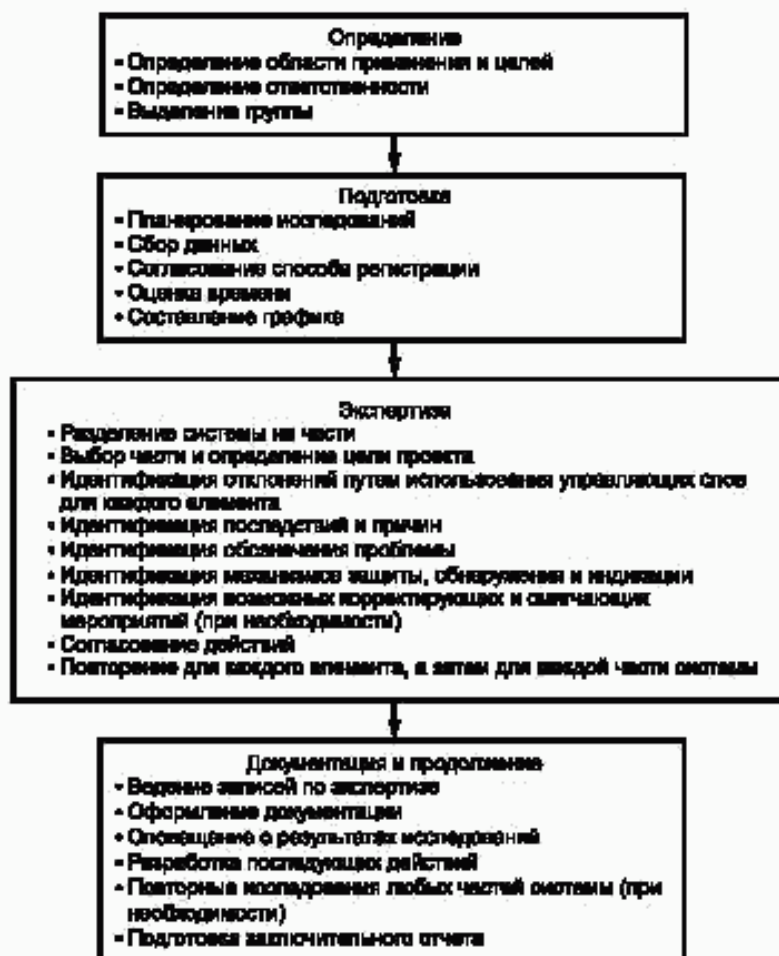 Определение
- Определение области применения и целей
- Определение ответственности
- Выделение группы
Подготовка
- Планирование исследований
- Сбор данных
- Согласование способа регистрации
- Оценка времени
- Составление графика
Экспертиза
- Разделение системы на части
- Выбор части и определение цели проекта
- Идентификация отклонений путем использования управляющих слов
для каждого элемента
- Идентификация последствий и причин
- Идентификация обозначения проблемы
- Идентификация механизмов защиты, обнаружения и индикации
- Идентификация возможных корректирующих и смягчающих
мероприятий (при необходимости)
- Согласование действий
- Повторение для каждого элемента, а затем для каждой части системы
Документация и продолжение
- Ведение записей по экспертизе
- Оформление документации
- Оповещение о результатах исследований
- Разработка последующих действий
- Повторные исследования любых частей системы (при
необходимости)
- Подготовка заключительного отчета